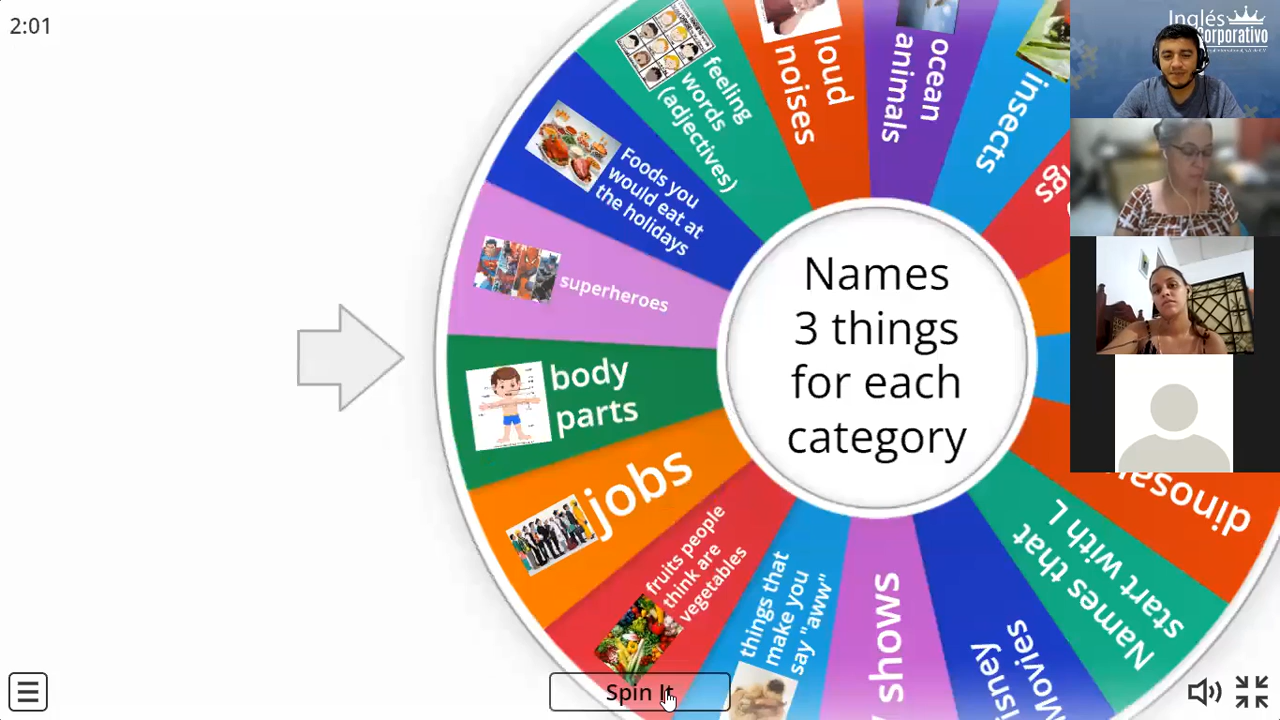 2:01
Inglés
Corporativo
feeling
words
(adjectives)
loud
noises
ocean
animals
insects
Foods you
would eat at
the holidays
superheroes
body
parts
jobs
fruits people
think are
vegetables
things that
make you
say "aww"
shows
Movies
Names that
start with L
Names
3 things
for each
category
Spin It